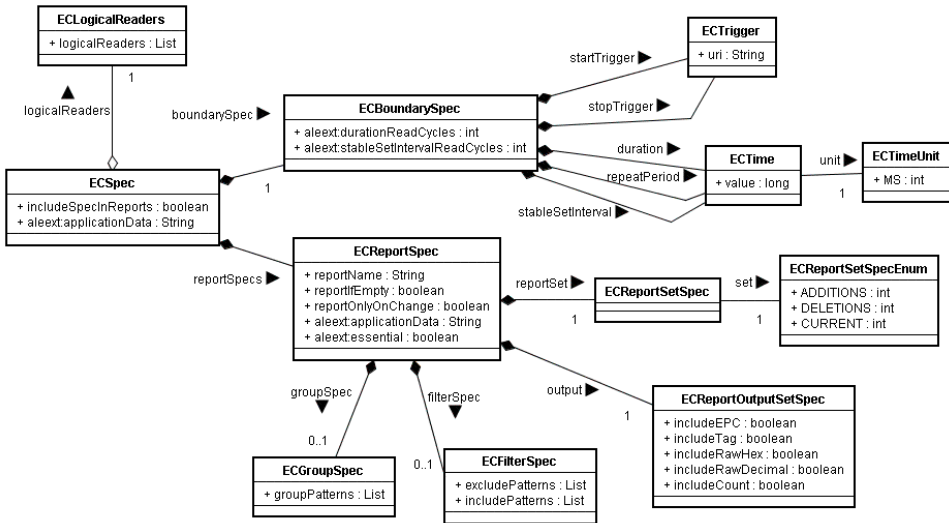 ECLogicalReaders
+ logicalReaders : List
1
logicalReaders
ECTrigger
+ uri : String
startTrigger
stopTrigger
boundarySpec
ECBoundarySpec
+ aleext:durationReadCycles : int
+ aleext:stableSetIntervalReadCycles : int
1
duration
repeatPeriod
stableSetInterval
ECTime
+ value : long
unit
1
ECTimeUnit
+ MS : int
ECSpec
+ includeSpecInReports : boolean
+ aleext:applicationData : String
reportSpecs
ECReportSpec
+ reportName : String
+ reportIfEmpty : boolean
+ reportOnlyOnChange : boolean
+ aleext:applicationData : String
+ aleext:essential : boolean
reportSet
1
ECReportSetSpec
set
1
ECReportSetSpecEnum
+ ADDITIONS : int
+ DELETIONS : int
+ CURRENT : int
groupSpec
0..1
filterSpec
0..1
output
1
ECGroupSpec
+ groupPatterns : List
ECFilterSpec
+ excludePatterns : List
+ includePatterns : List
ECReportOutputSetSpec
+ includeEPC : boolean
+ includeTag : boolean
+ includeRawHex : boolean
+ includeRawDecimal : boolean
+ includeCount : boolean